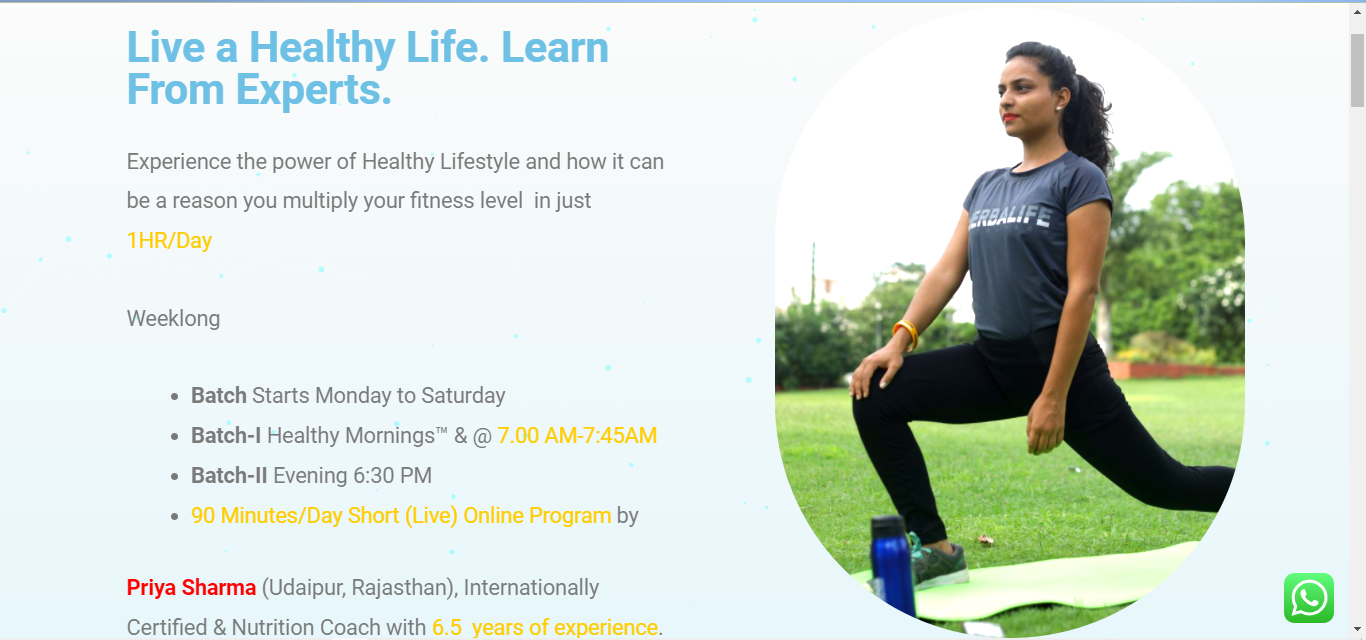 Live a Healthy Life. Learn
From Experts.
Experience the power of Healthy Lifestyle and how it can
be a reason you multiply your fitness level in just
1HR/Day
Weeklong
• Batch Starts Monday to Saturday
• Batch-I Healthy Mornings™ & @ 7.00 AM-7:45AM
• Batch-II Evening 6:30 PM
• 90 Minutes/Day Short (Live) Online Program by
Priya Sharma (Udaipur, Rajasthan), Internationally
Certified & Nutrition Coach with 6.5 years of experience.
ERBALIFE